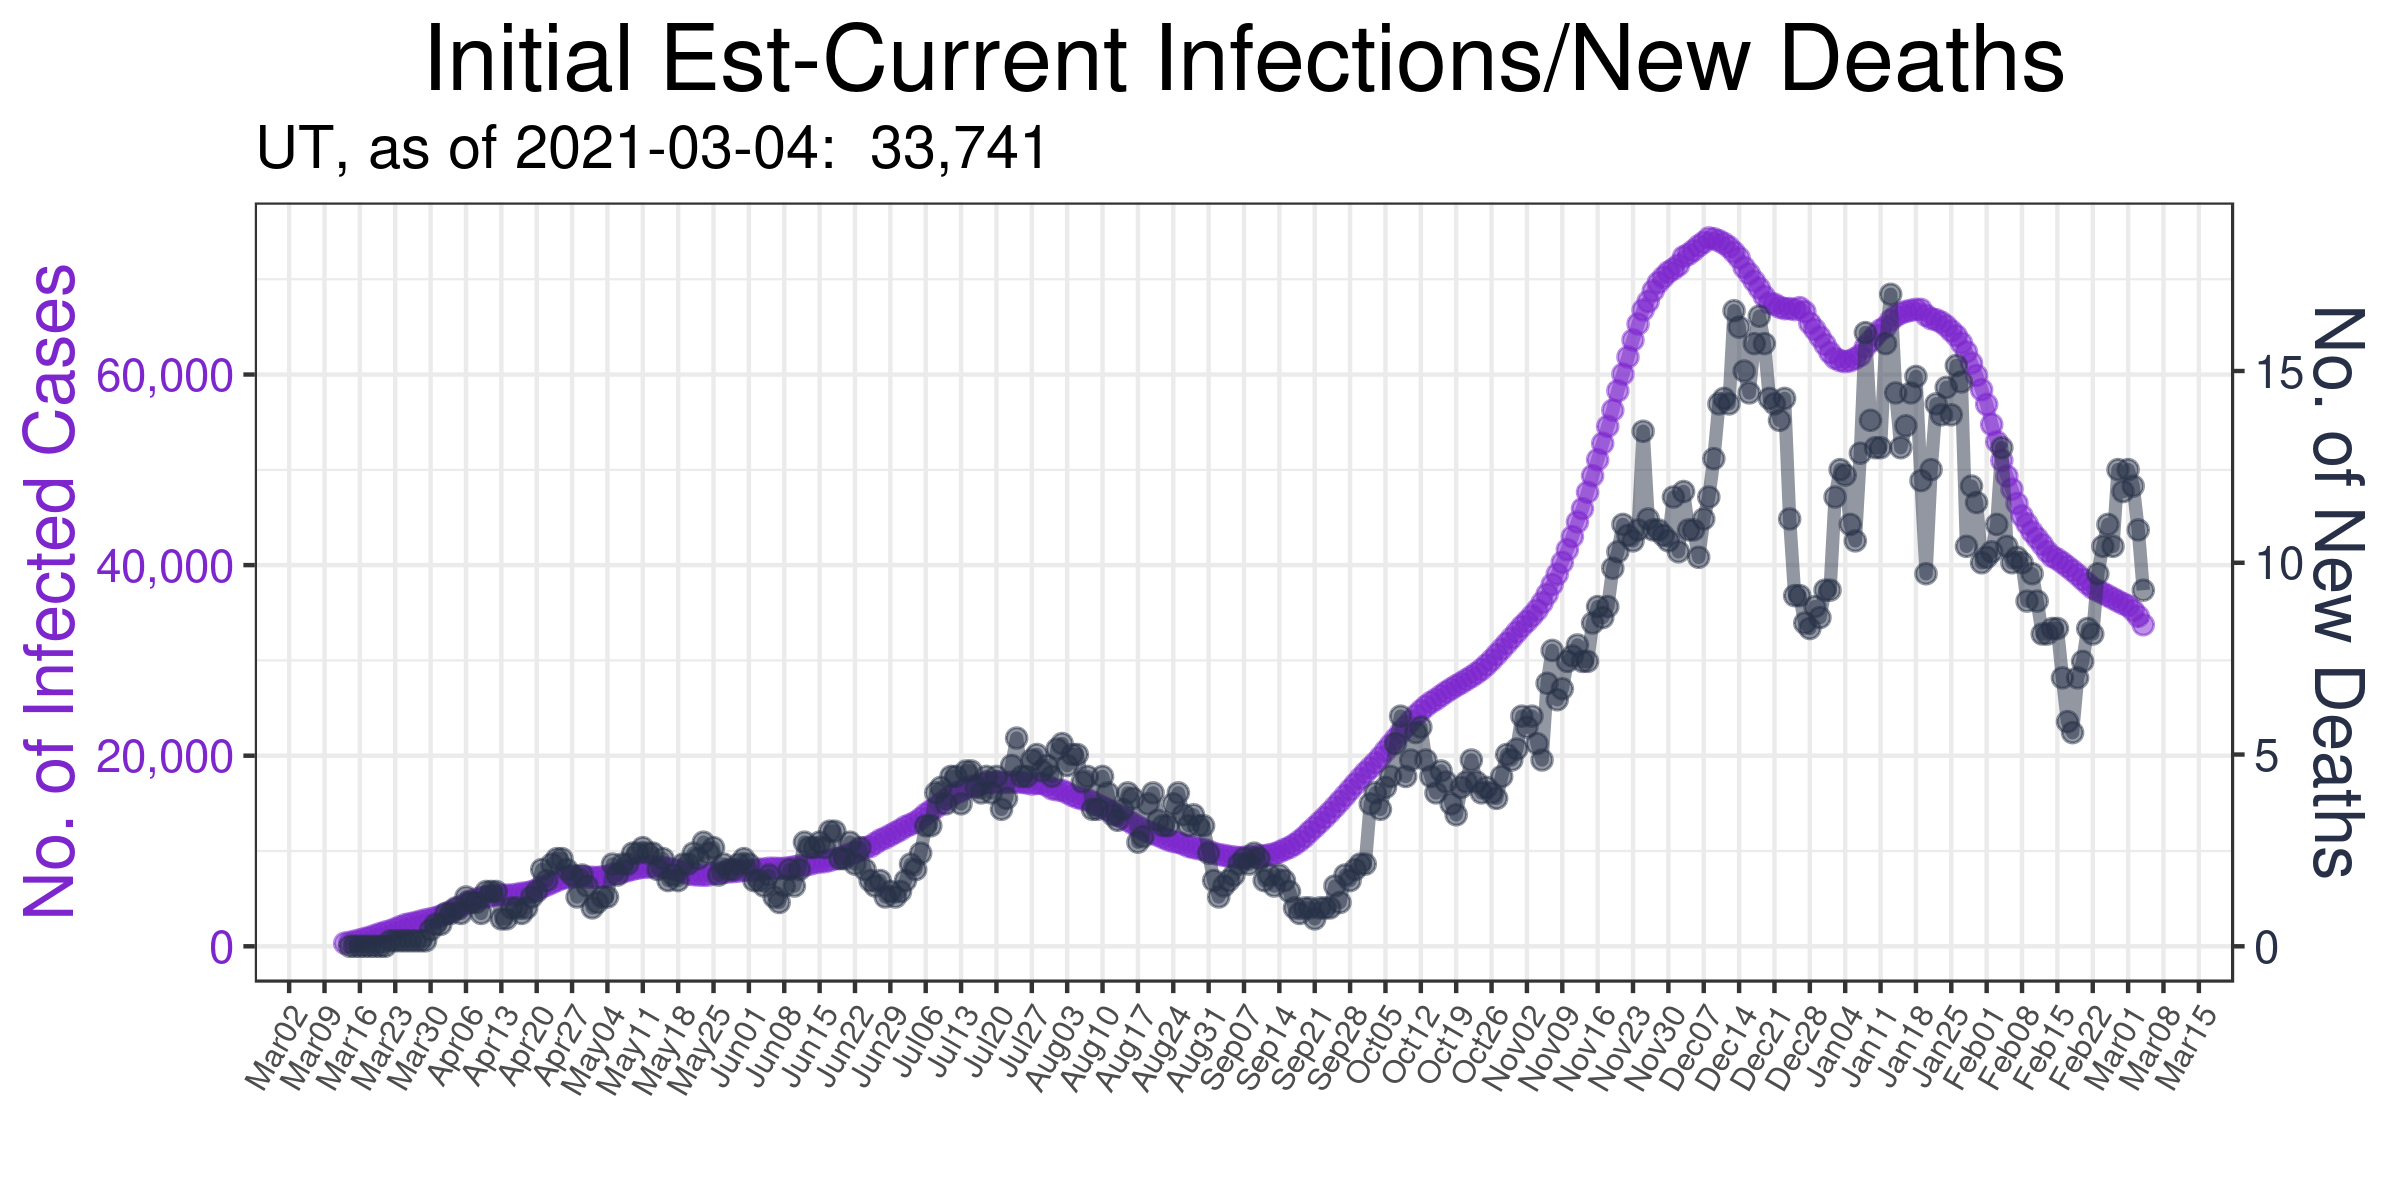 Initial Est-Current Infections/New Deaths
UT, as of 2021-03-04:  33,741
No. of Infected Cases
60,000
40,000
20,000
0
15
10
5
0
No. of New Deaths
Mar02
Mar09
Mar16
Mar23
Mar30
Apr06
Apr13
Apr20
Apr27
May04
May11
May18
May25
Jun01
Jun08
Jun15
Jun22
Jun29
Jul06
Jul13
Jul20
Jul27
Aug03
Aug10
Aug17
Aug24
Aug31
Sep07
Sep14
Sep21
Sep28
Oct05
Oct12
Oct19
Oct26
Nov02
Nov09
Nov16
Nov23
Nov30
Dec07
Dec14
Dec21
Dec28
Jan04
Jan11
Jan18
Jan25
Feb01
Feb08
Feb15
Feb22
Mar01
Mar08
Mar15